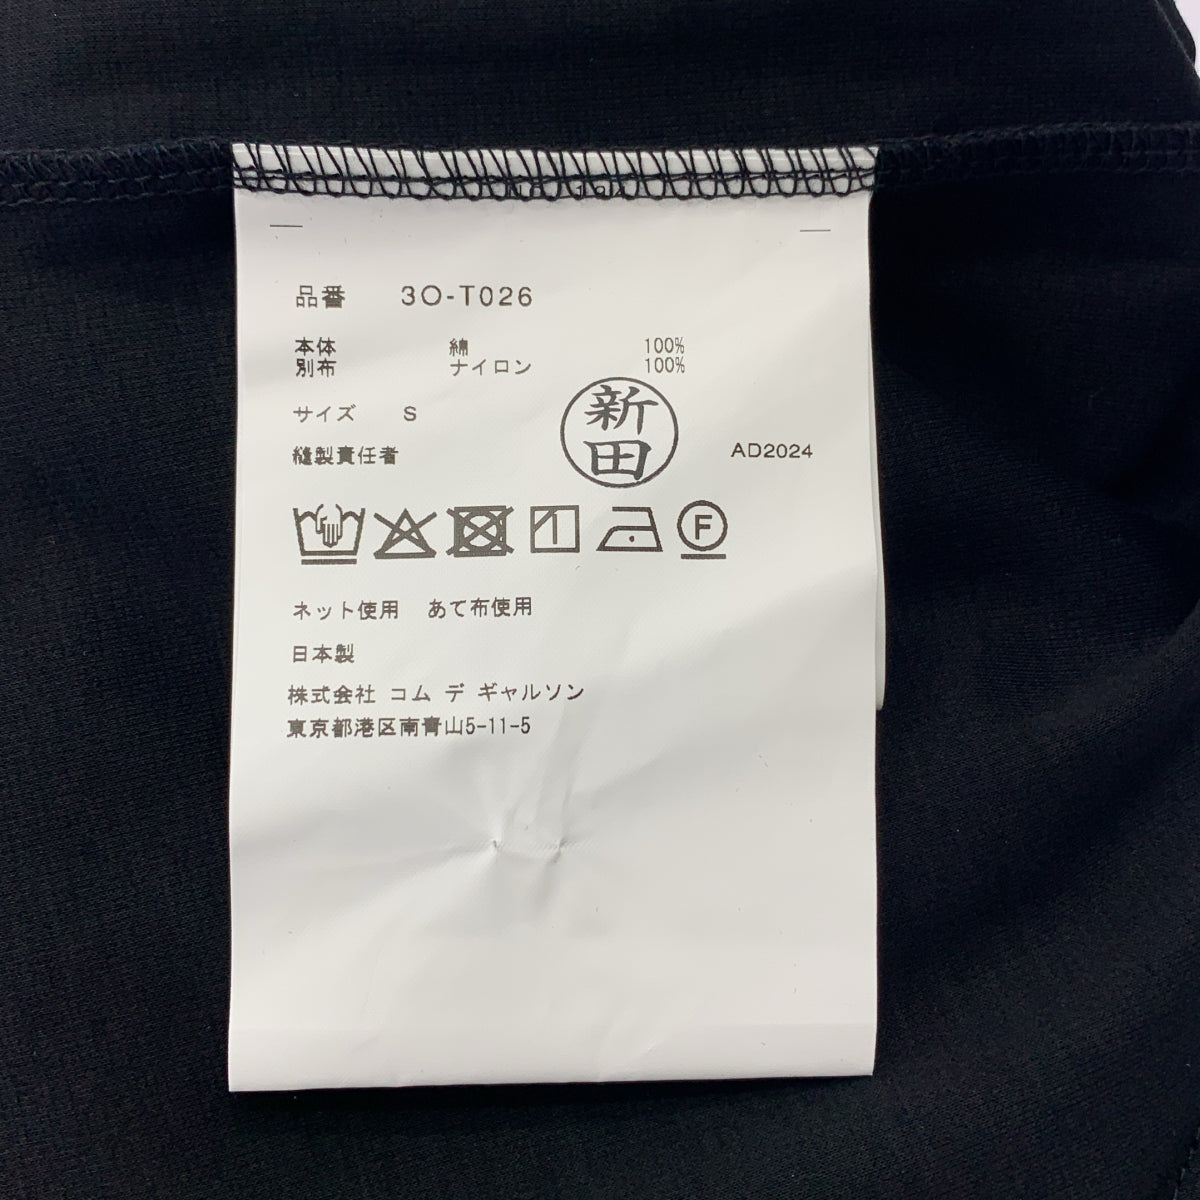 品番 3O-T026
本体 綿 100%
別布 ナイロン 100%
サイズ S
縫製責任者 新田 AD2024
F
ネット使用 あて布使用
日本製
株式会社 コム デ ギャルソン
東京都港区南青山5-11-5